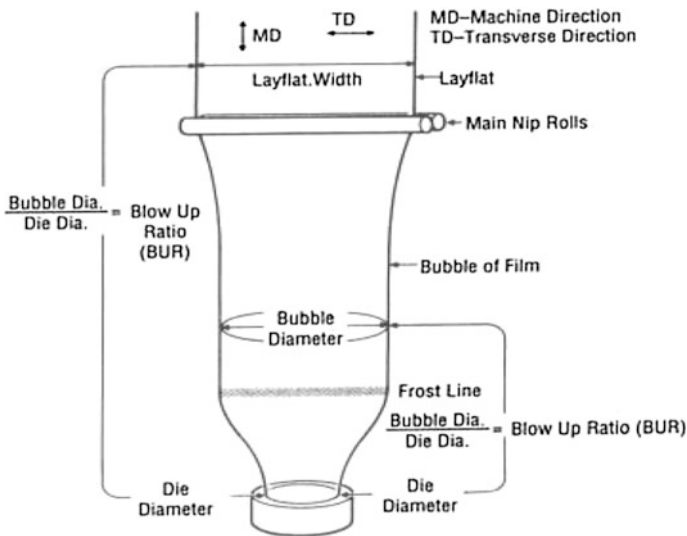 MD
TD
MD–Machine Direction
TD–Transverse Direction
Layflat.Width
Layflat
Main Nip Rolls
Bubble Dia.
Die Dia.
= Blow Up
Ratio
(BUR)
Bubble of Film
Bubble
Diameter
Frost Line
Bubble Dia.
Die Dia.
= Blow Up Ratio (BUR)
Die
Diameter
Die
Diameter